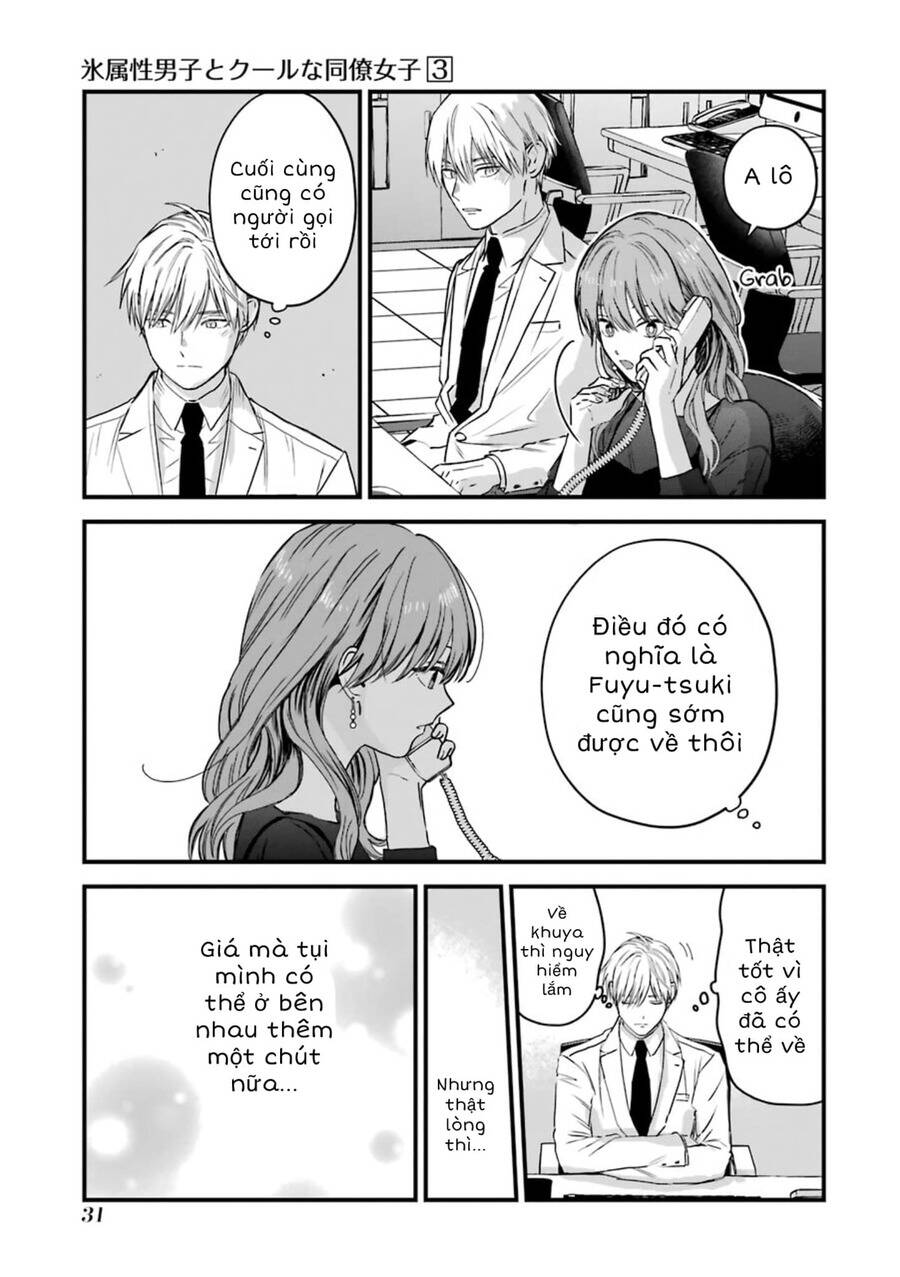 氷属性男子とクールな同僚女子 3
A lô
Grab
Cuối cùng
cũng có
người gọi
tới rồi
Điều đó có
nghĩa là
Fuyu-tsuki
cũng sớm
được về thôi
Thật
tốt vì
cô ấy
đã có
thể về
Về
khuya
thì nguy
hiểm
lắm
Nhưng
thật
lòng
thì...
Giá mà tụi
mình có
thể ở bên
nhau thêm
một chút
nữa...
31